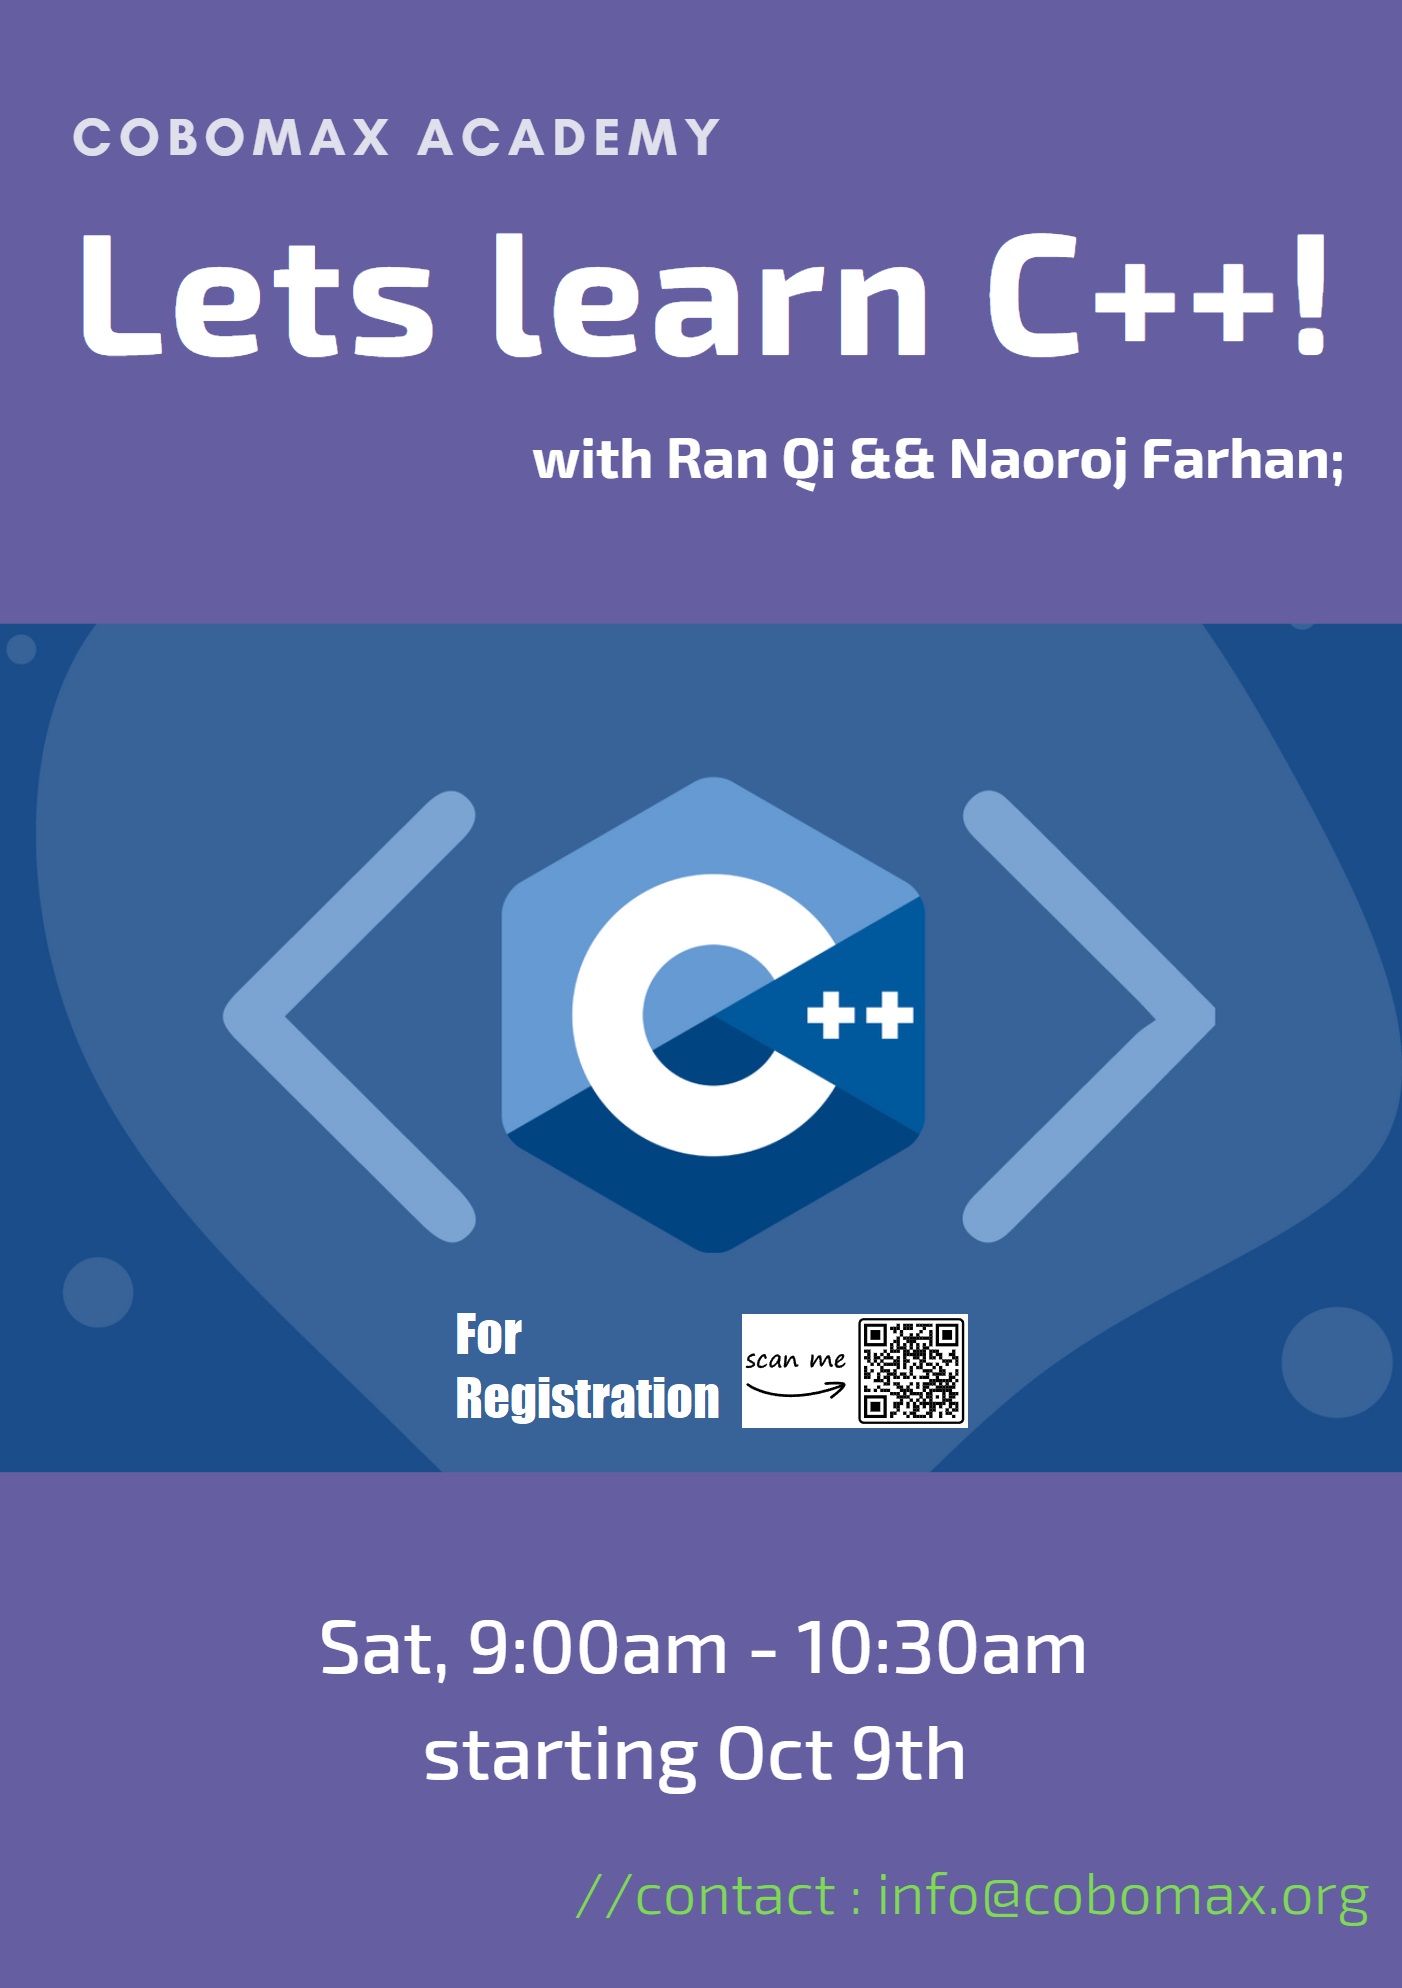 COBOMAX ACADEMY
Lets learn C++!
with Ran Qi && Naoroj Farhan;
C++
For
Registration
scan me
Sat, 9:00am - 10:30am
starting Oct 9th
//contact : info@cobomax.org